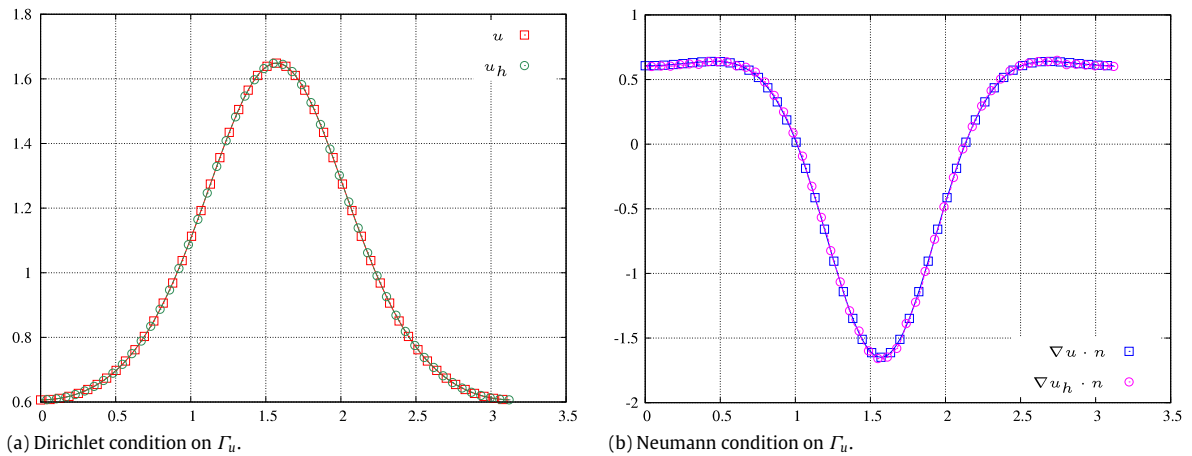 1.8
1.6
1.4
1.2
1
0.8
0.6
0 0.5 1 1.5 2 2.5 3 3.5
u
u_h
(a) Dirichlet condition on Γ_u.
1
0.5
0
-0.5
-1
-1.5
-2
0 0.5 1 1.5 2 2.5 3 3.5
∇u · n
∇u_h · n
(b) Neumann condition on Γ_u.